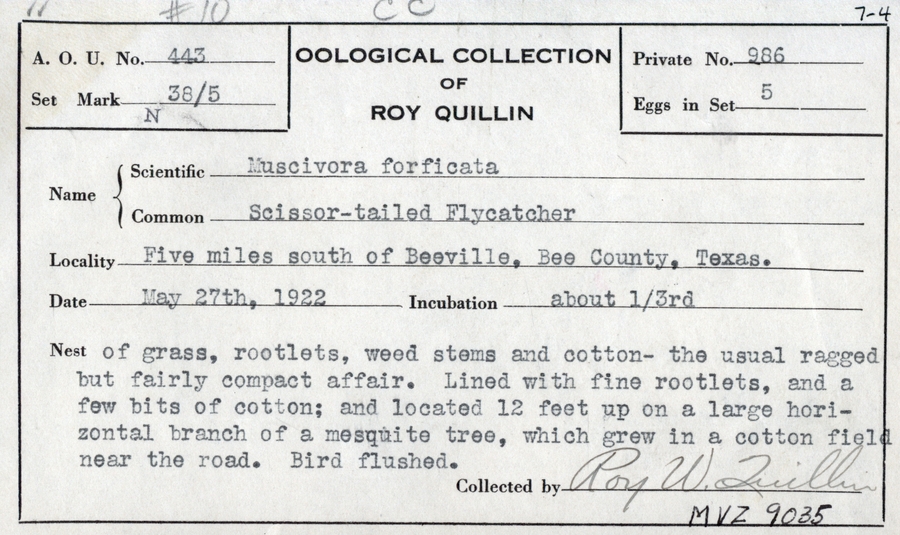 " #10 CC 7-4
A. O. U. No. 443
Set Mark 38/5
N
OOLOGICAL COLLECTION
OF
ROY QUILLIN
Private No. 986
Eggs in Set 5
Name
Scientific Muscivora forficata
Common Scissor-tailed Flycatcher
Locality Five miles south of Beeville, Bee County, Texas.
Date May 27th, 1922 Incubation about 1/3rd
Nest of grass, rootlets, weed stems and cotton- the usual ragged
but fairly compact affair. Lined with fine rootlets, and a
few bits of cotton; and located 12 feet up on a large hori-
zontal branch of a mesquite tree, which grew in a cotton field
near the road. Bird flushed.
Collected by Roy W. Quillin
MVZ 9035